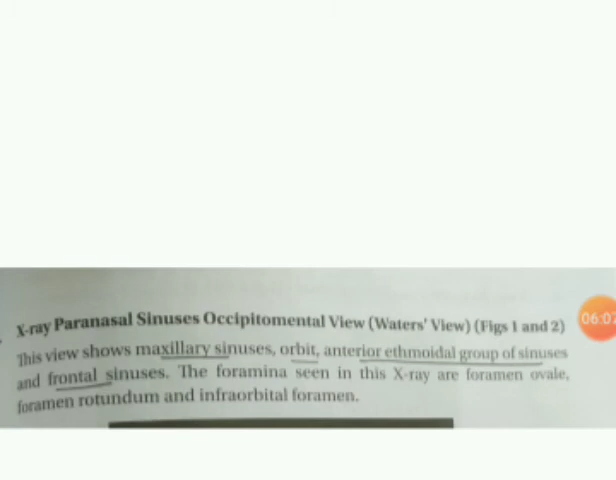 X-ray Paranasal Sinuses Occipitomental View (Waters' View) (Figs 1 and 2)
This view shows maxillary sinuses, orbit, anterior ethmoidal group of sinuses
and frontal sinuses. The foramina seen in this X-ray are foramen ovale,
foramen rotundum and infraorbital foramen.